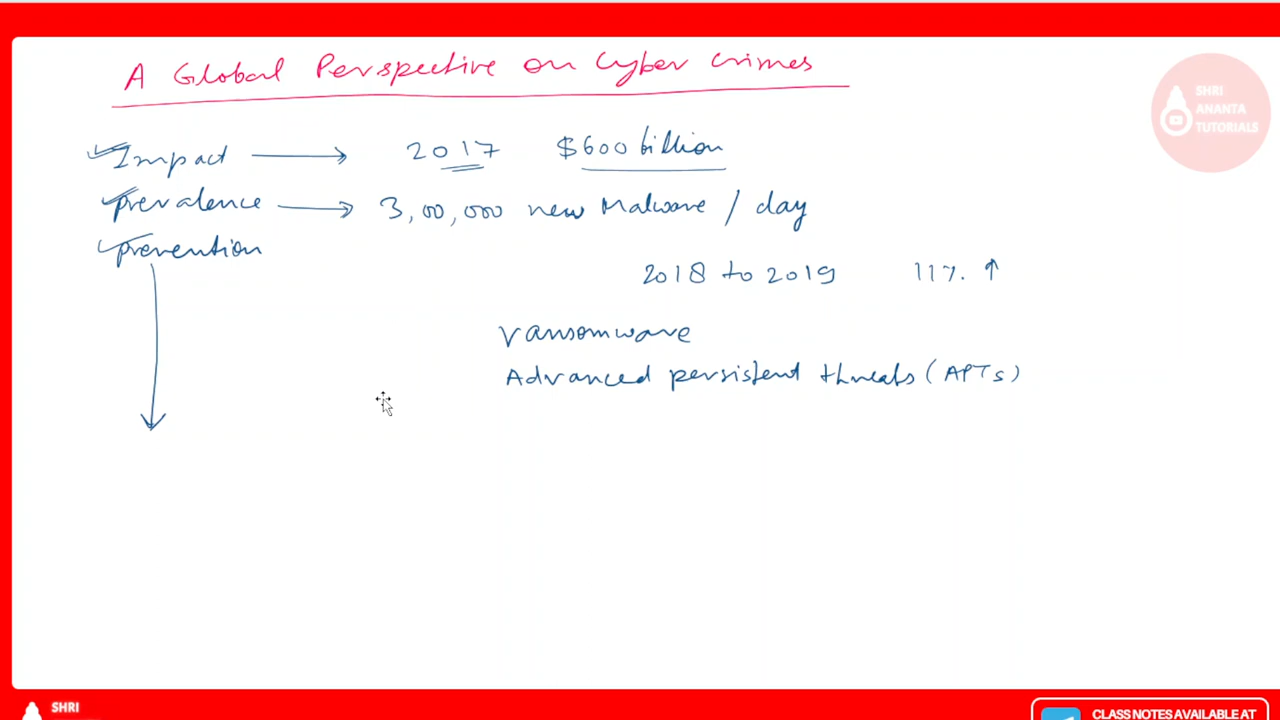 A Global Perspective on Cyber Crimes
SHRI
ANANTA
TUTORIALS
Impact → 2017 $600 billion
Prevalence → 3,00,000 new Malware / day
prevention
2018 to 2019 11%. ↑
ransomware
Advanced persistent threats (APTs)
SHRI
CLASS NOTES AVAILABLE AT